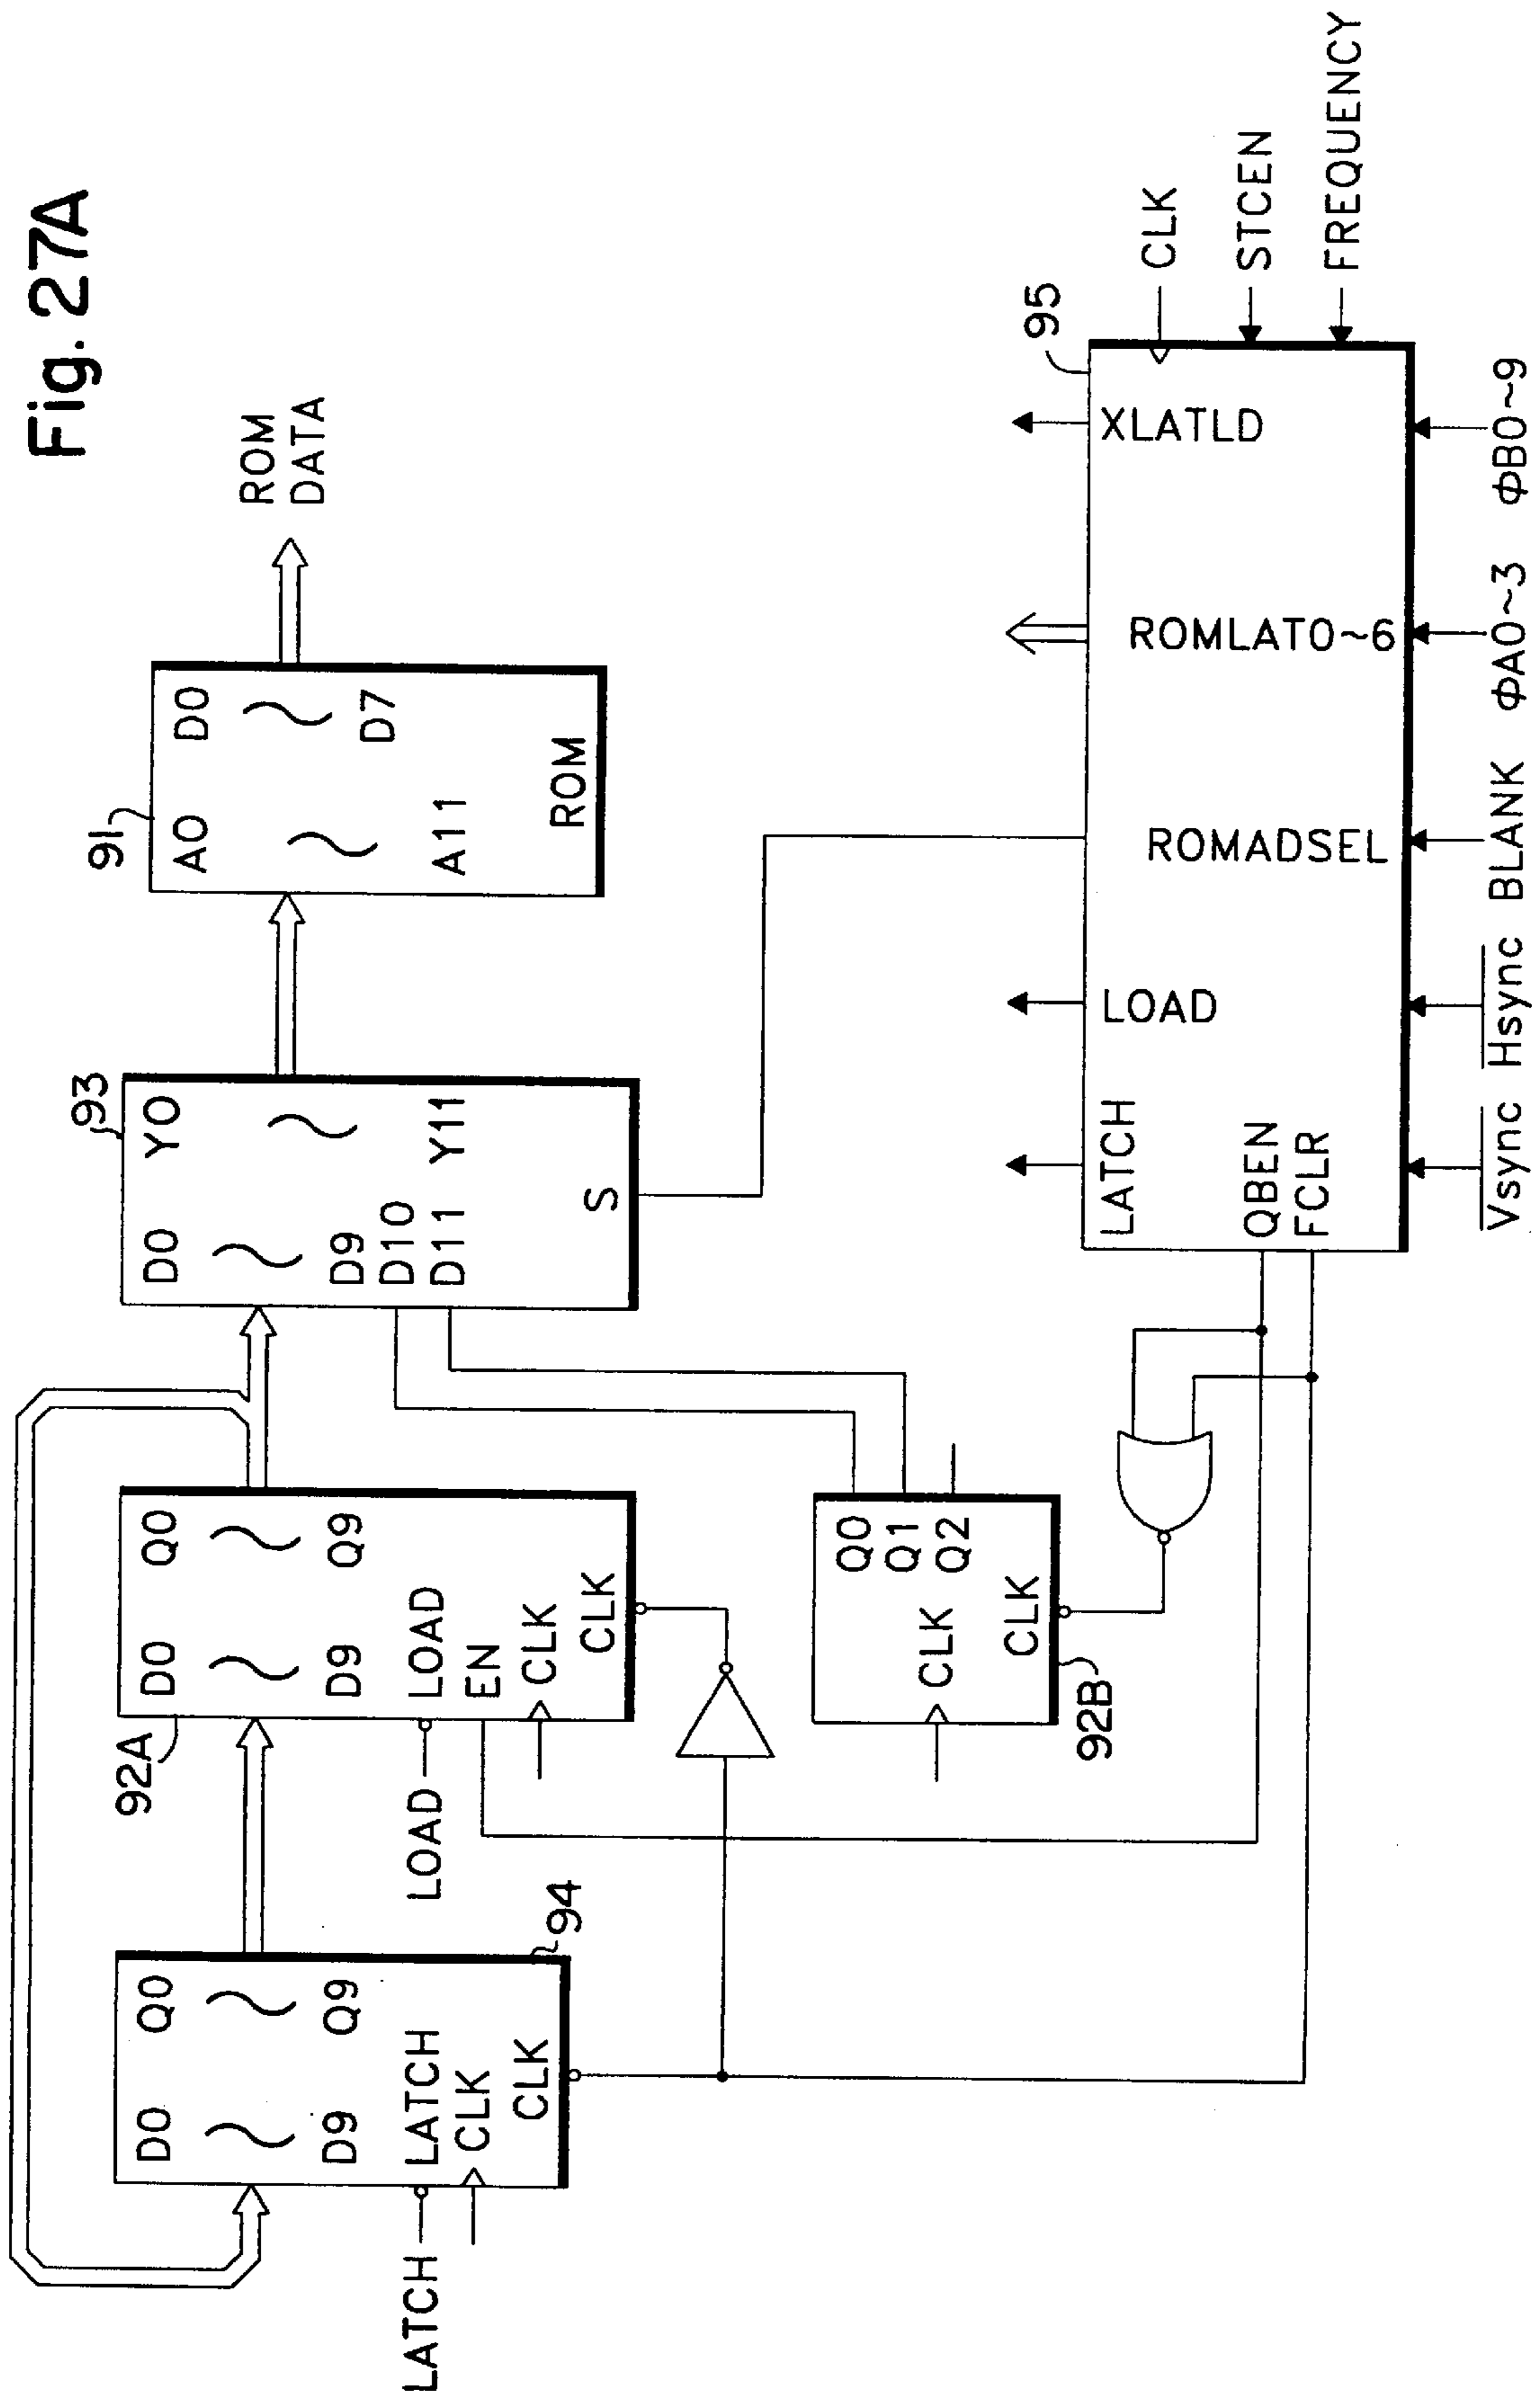 Fig. 27A
94
D0 Q0
D9 Q9
LATCH
LATCH
CLK
CLK
92A
D0 Q0
D9 Q9
LOAD
LOAD
EN
CLK
CLK
93
D0 Y0
D9
D10
D11 Y11
S
91
A0 D0
A11 D7
ROM
ROM
DATA
92B
Q0
CLK Q1
Q2
CLK
95
LATCH
LOAD
ROMADSEL
ROMLAT0~6
XLATLD
QBEN
FCLR
CLK
STCEN
FREQUENCY
Vsync Hsync BLANK ΦA0~3 ΦB0~9